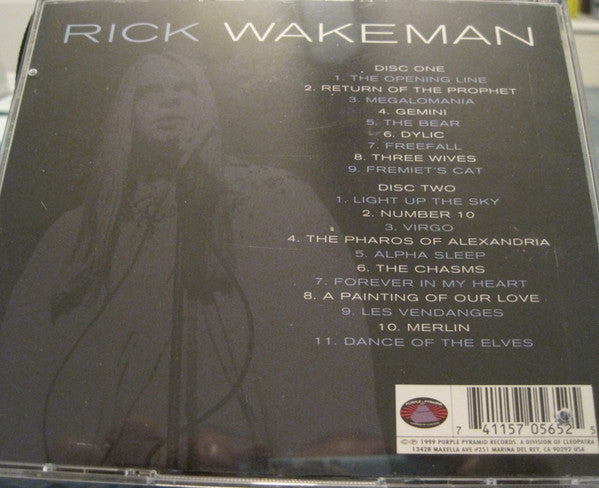 RICK WAKEMAN
DISC ONE
1. THE OPENING LINE
2. RETURN OF THE PROPHET
3. MEGALOMANIA
4. GEMINI
5. THE BEAR
6. DYLIC
7. FREEFALL
8. THREE WIVES
9. FREMIET'S CAT
DISC TWO
1. LIGHT UP THE SKY
2. NUMBER 10
3. VIRGO
4. THE PHAROS OF ALEXANDRIA
5. ALPHA SLEEP
6. THE CHASMS
7. FOREVER IN MY HEART
8. A PAINTING OF OUR LOVE
9. LES VENDANGES
10. MERLIN
11. DANCE OF THE ELVES
PURPLE PYRAMID
7 41157 05652 5
©℗ 1999 PURPLE PYRAMID RECORDS. A DIVISION OF CLEOPATRA
13428 MAXELLA AVE #251 MARINA DEL REY, CA 90292 USA